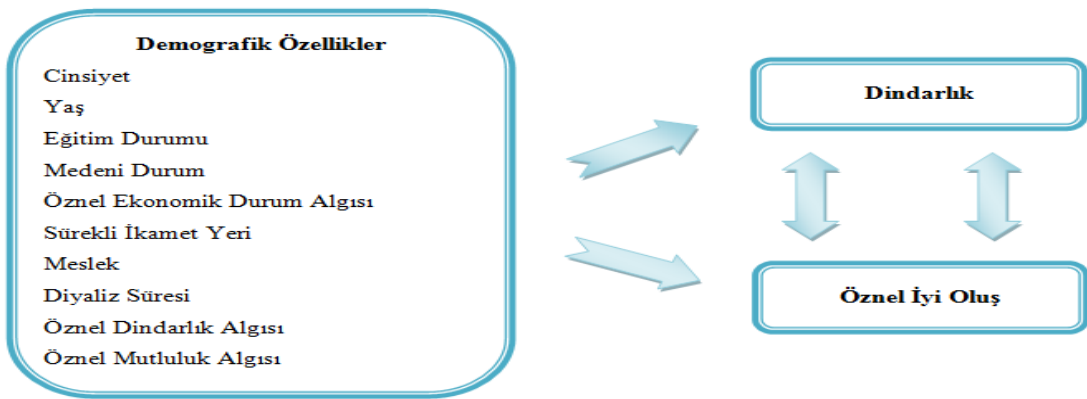 Demografik Özellikler
Cinsiyet
Yaş
Eğitim Durumu
Medeni Durum
Öznel Ekonomik Durum Algısı
Sürekli İkamet Yeri
Meslek
Diyaliz Süresi
Öznel Dindarlık Algısı
Öznel Mutluluk Algısı
Dindarlık
Öznel İyi Oluş